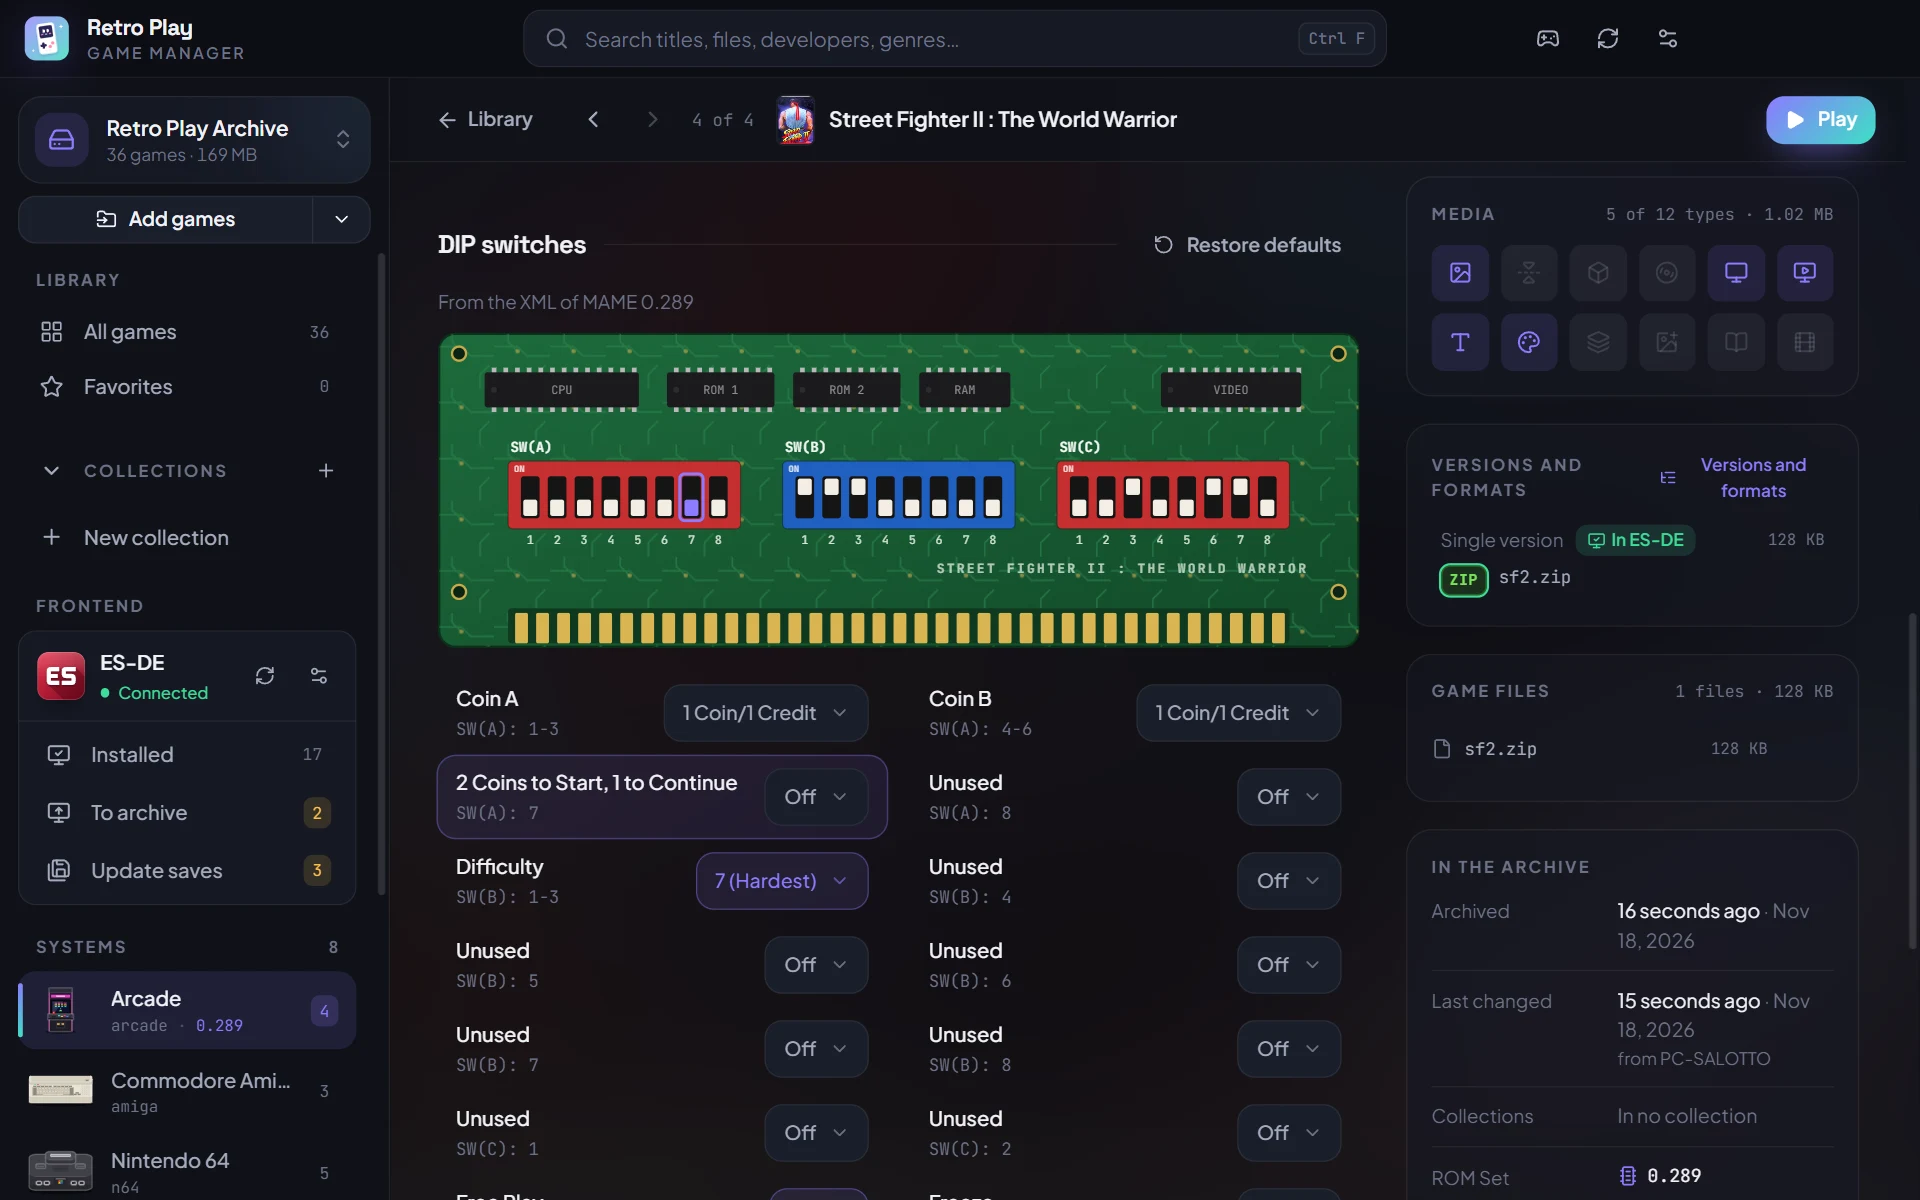 Retro Play
GAME MANAGER
Search titles, files, developers, genres...
Ctrl F
Retro Play Archive
36 games · 169 MB
Add games
LIBRARY
All games 36
Favorites 0
COLLECTIONS
New collection
FRONTEND
ES
ES-DE
Connected
Installed 17
To archive 2
Update saves 3
SYSTEMS 8
Arcade
arcade · 0.289
4
Commodore Ami...
amiga
3
Nintendo 64
n64
5
Library
4 of 4
Street Fighter II : The World Warrior
Play
DIP switches
Restore defaults
From the XML of MAME 0.289
CPU ROM 1 ROM 2 RAM VIDEO
SW(A) SW(B) SW(C)
ON ON ON
1 2 3 4 5 6 7 8 1 2 3 4 5 6 7 8 1 2 3 4 5 6 7 8
STREET FIGHTER II : THE WORLD WARRIOR
Coin A
SW(A): 1-3
1 Coin/1 Credit
Coin B
SW(A): 4-6
1 Coin/1 Credit
2 Coins to Start, 1 to Continue
SW(A): 7
Off
Unused
SW(A): 8
Off
Difficulty
SW(B): 1-3
7 (Hardest)
Unused
SW(B): 4
Off
Unused
SW(B): 5
Off
Unused
SW(B): 6
Off
Unused
SW(B): 7
Off
Unused
SW(B): 8
Off
Unused
SW(C): 1
Off
Unused
SW(C): 2
Off
Free Play
Freeze
MEDIA
5 of 12 types · 1.02 MB
VERSIONS AND
FORMATS
Versions and
formats
Single version
In ES-DE
128 KB
ZIP
sf2.zip
GAME FILES
1 files · 128 KB
sf2.zip
128 KB
IN THE ARCHIVE
Archived
16 seconds ago · Nov
18, 2026
Last changed
15 seconds ago · Nov
18, 2026
from PC-SALOTTO
Collections
In no collection
ROM Set
0.289